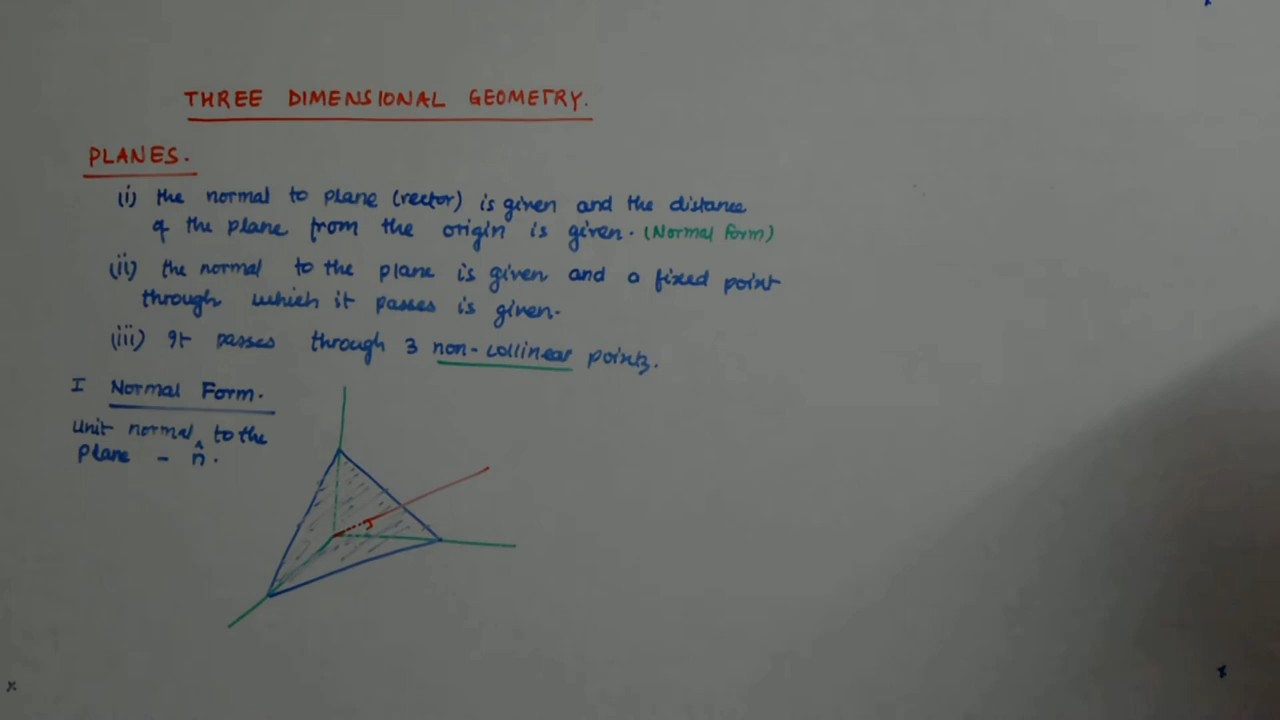 THREE DIMENSIONAL GEOMETRY.
PLANES.
(i) the normal to plane (vector) is given and the distance
of the plane from the origin is given. (Normal Form)
(ii) the normal to the plane is given and a fixed point
through which it passes is given.
(iii) It passes through 3 non-collinear points.
I Normal Form.
Unit normal to the
Plane - n̂.